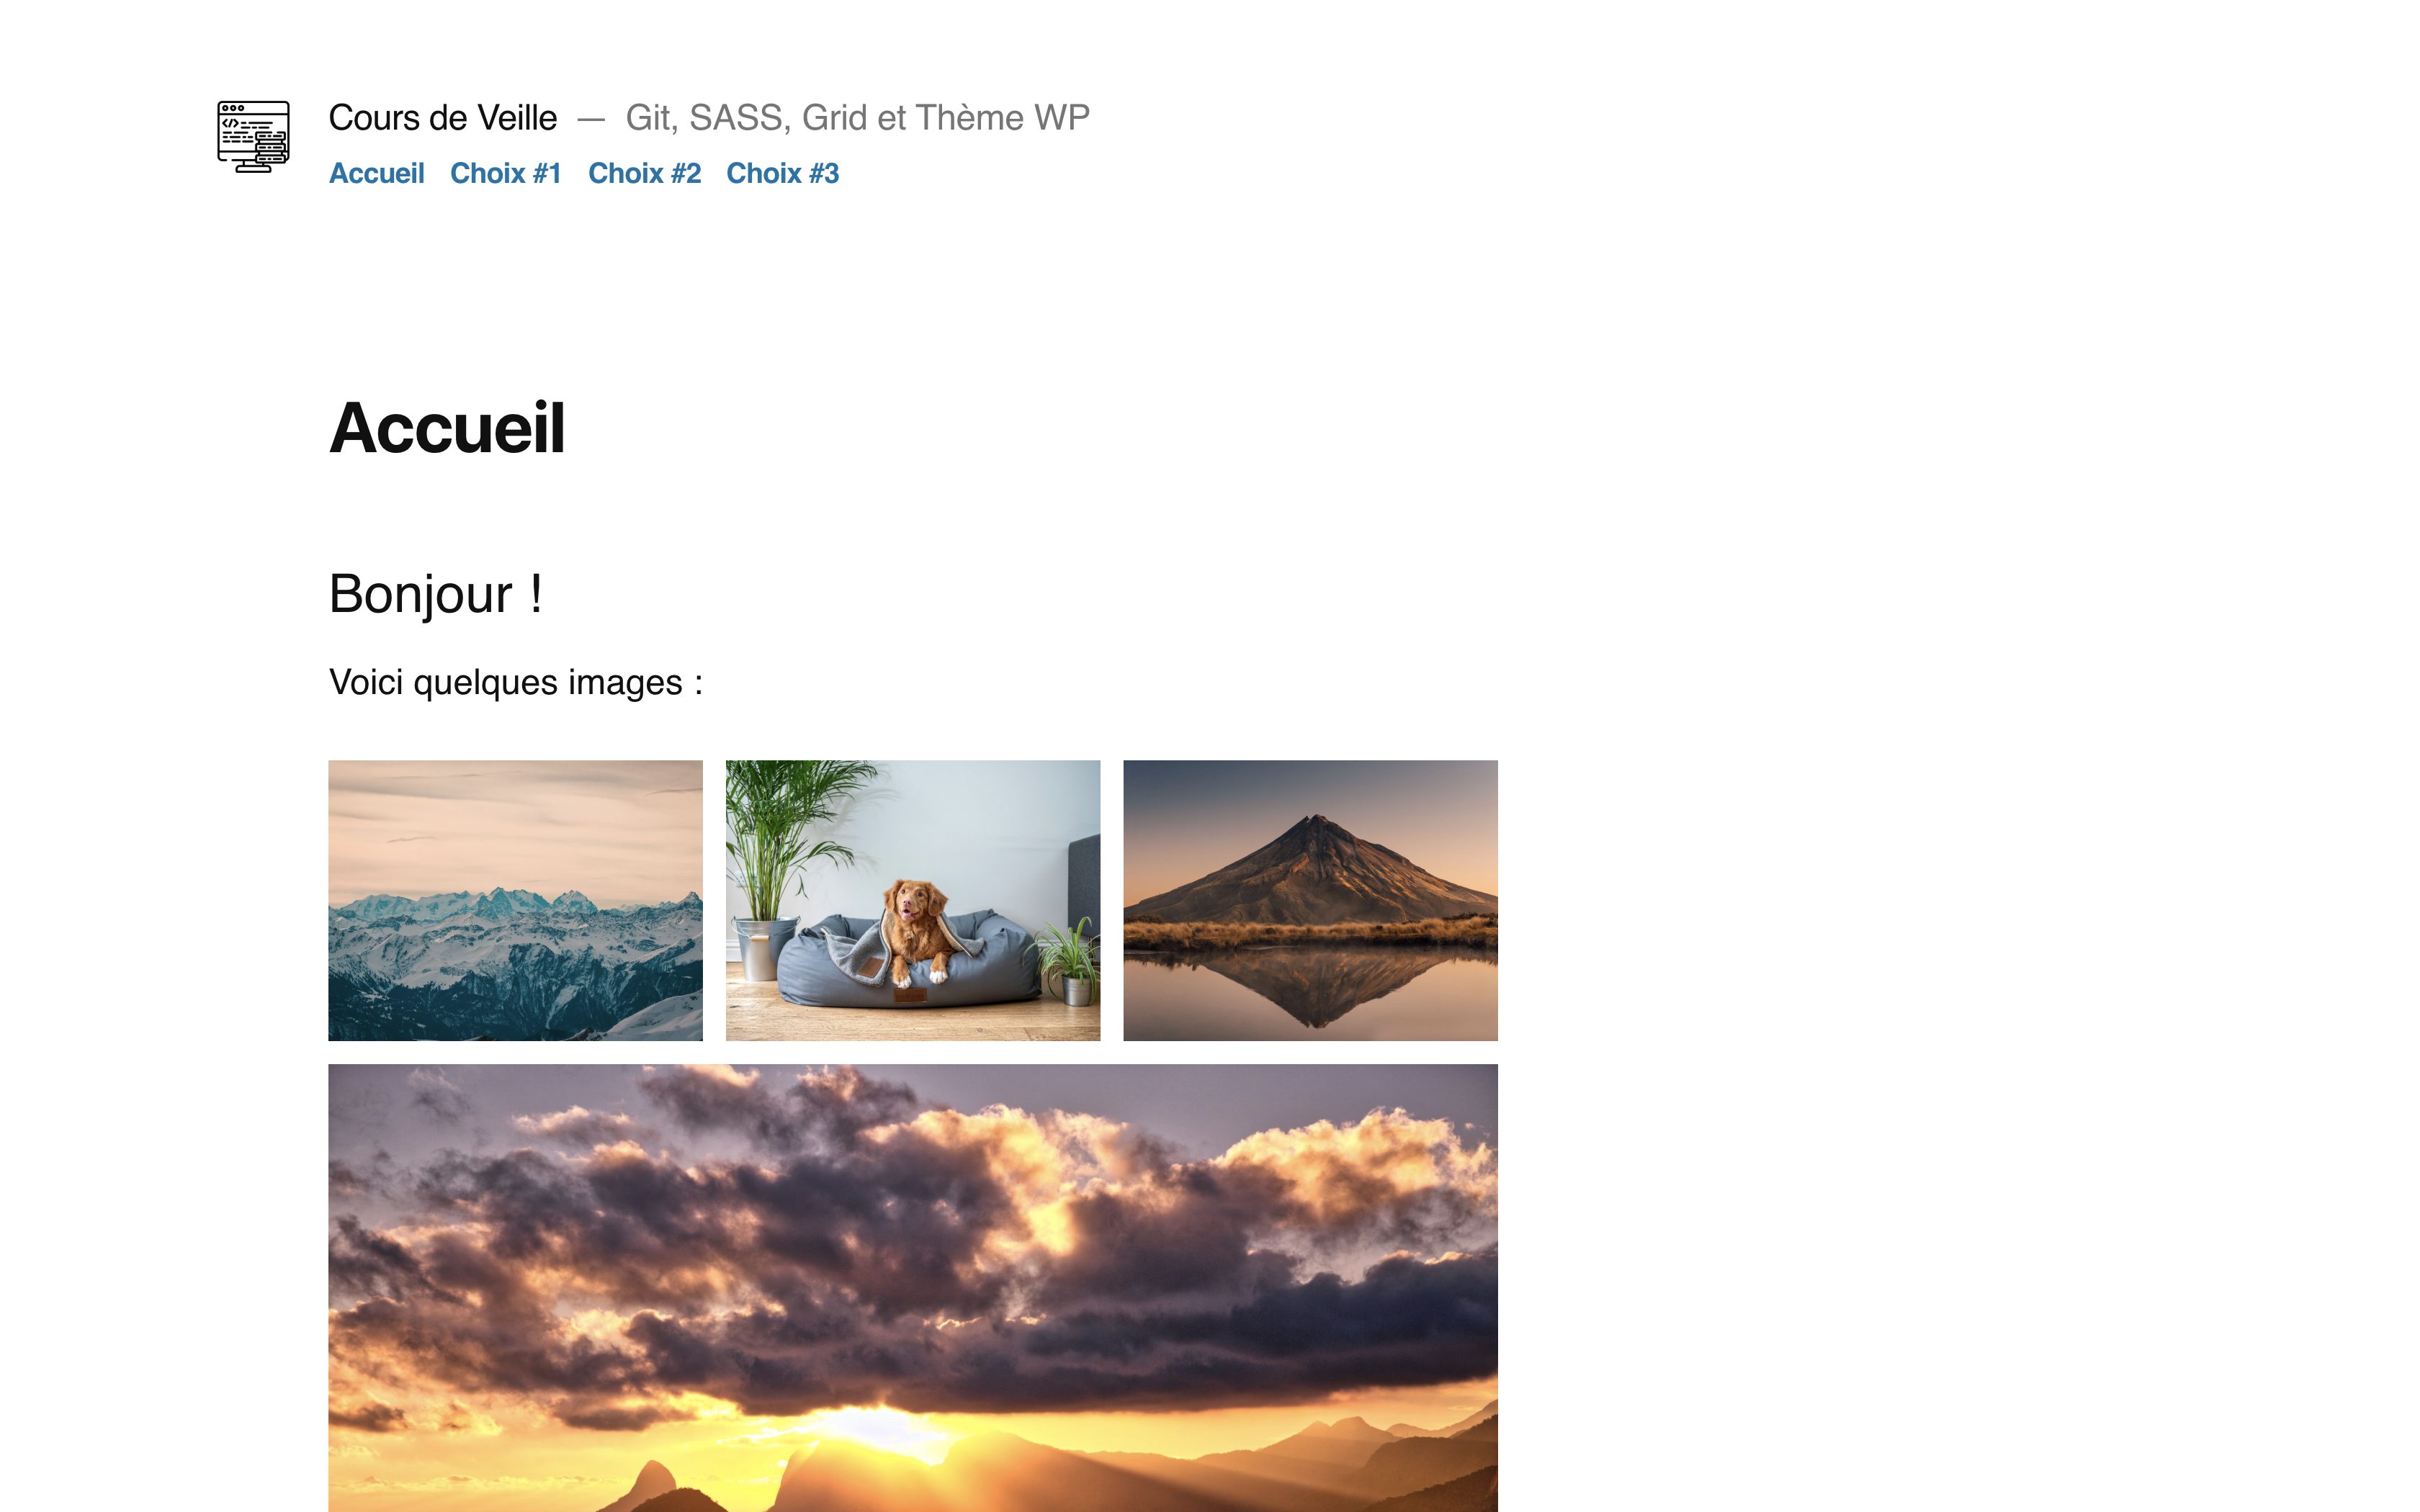 Cours de Veille — Git, SASS, Grid et Thème WP
Accueil Choix #1 Choix #2 Choix #3
Accueil
Bonjour !
Voici quelques images :